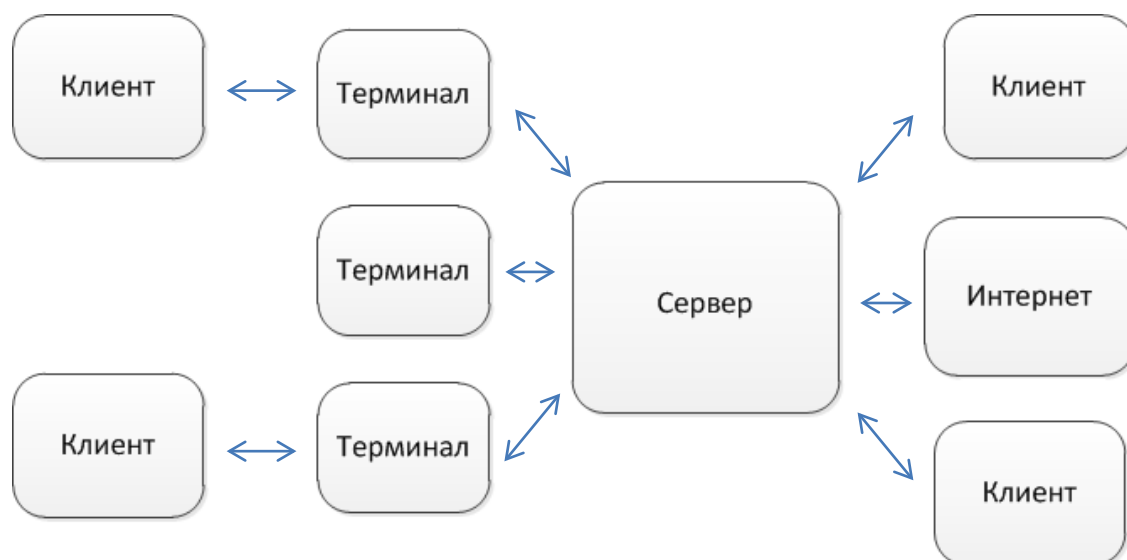 Клиент
Терминал
Клиент
Терминал
Сервер
Интернет
Клиент
Терминал
Клиент